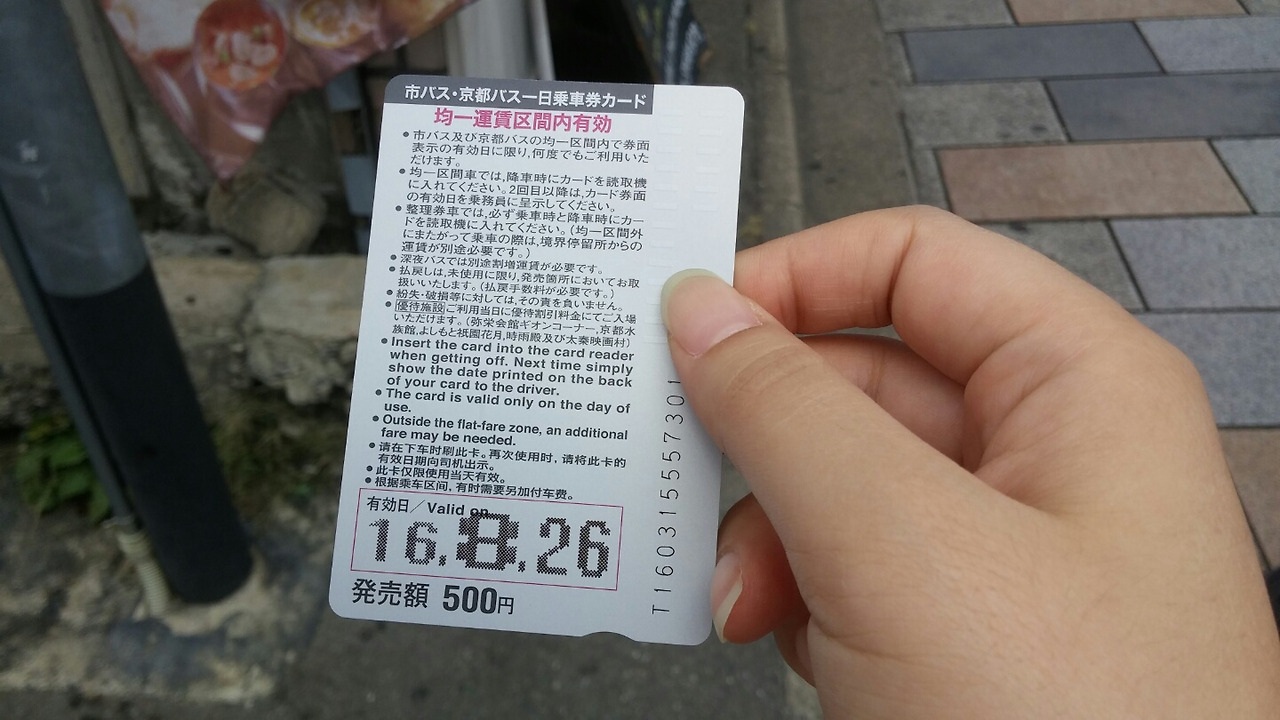 市バス・京都バス一日乗車券カード
均一運賃区間内有効
●市バス及び京都バスの均一区間内で券面
表示の有効日に限り,何度でもご利用いた
だけます。
●均一区間車では,降車時にカードを読取機
に入れてください。2回目以降は,カード券面
の有効日を乗務員に呈示してください。
●整理券車では,必ず乗車時と降車時にカー
ドを読取機に入れてください。(均一区間外
にまたがって乗車の際は,境界停留所からの
運賃が別途必要です。)
●深夜バスでは別途割増運賃が必要です。
●払戻しは,未使用に限り,発売箇所においてお取
扱いいたします。(払戻手数料が必要です。)
●紛失・破損等に対しては,その責を負いません。
●優待施設ご利用当日に優待割引料金にてご入場
いただけます。(弥栄会館ギオンコーナー,京都水
族館,よしもと祇園花月,時雨殿及び太秦映画村)
●Insert the card into the card reader
when getting off. Next time simply
show the date printed on the back
of your card to the driver.
●The card is valid only on the day of
use.
●Outside the flat-fare zone, an additional
fare may be needed.
●请在下车时刷此卡。再次使用时,请将此卡的
有效日期向司机出示。
●此卡仅限使用当天有效。
●根据乘车区间,有时需要另加付车费。
有効日/Valid on
16.8.26
発売額 500円
T160315557301